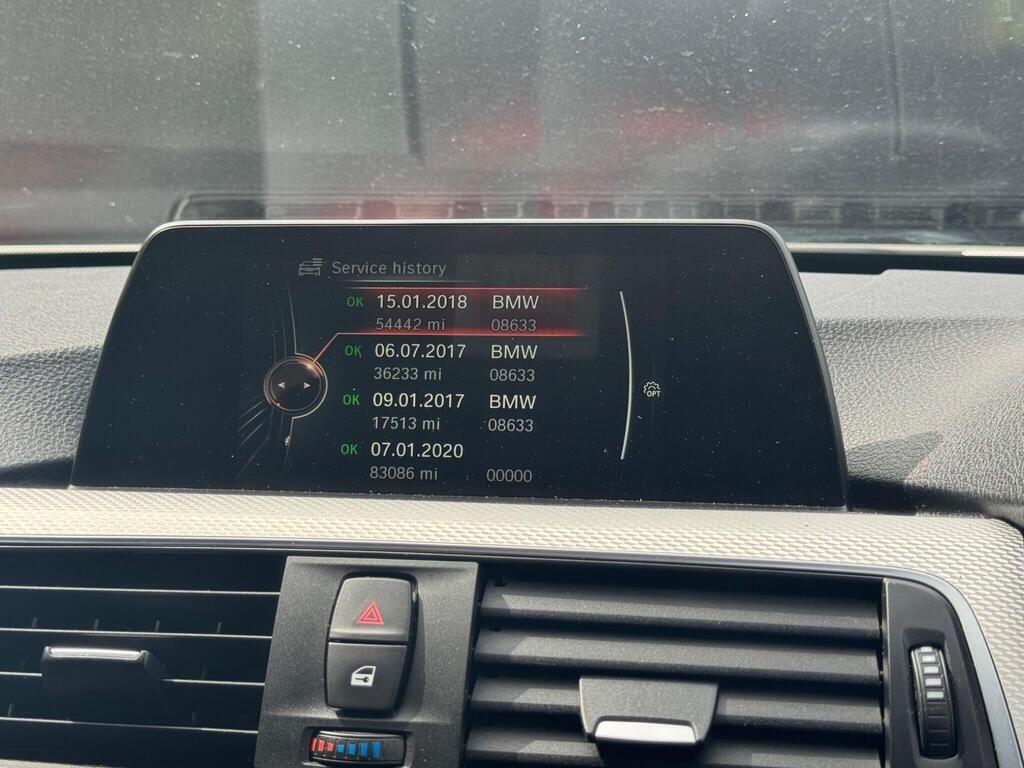 Service history
OK 15.01.2018 BMW
54442 mi 08633
OK 06.07.2017 BMW
36233 mi 08633
OK 09.01.2017 BMW
17513 mi 08633
OK 07.01.2020
83086 mi 00000
OPT